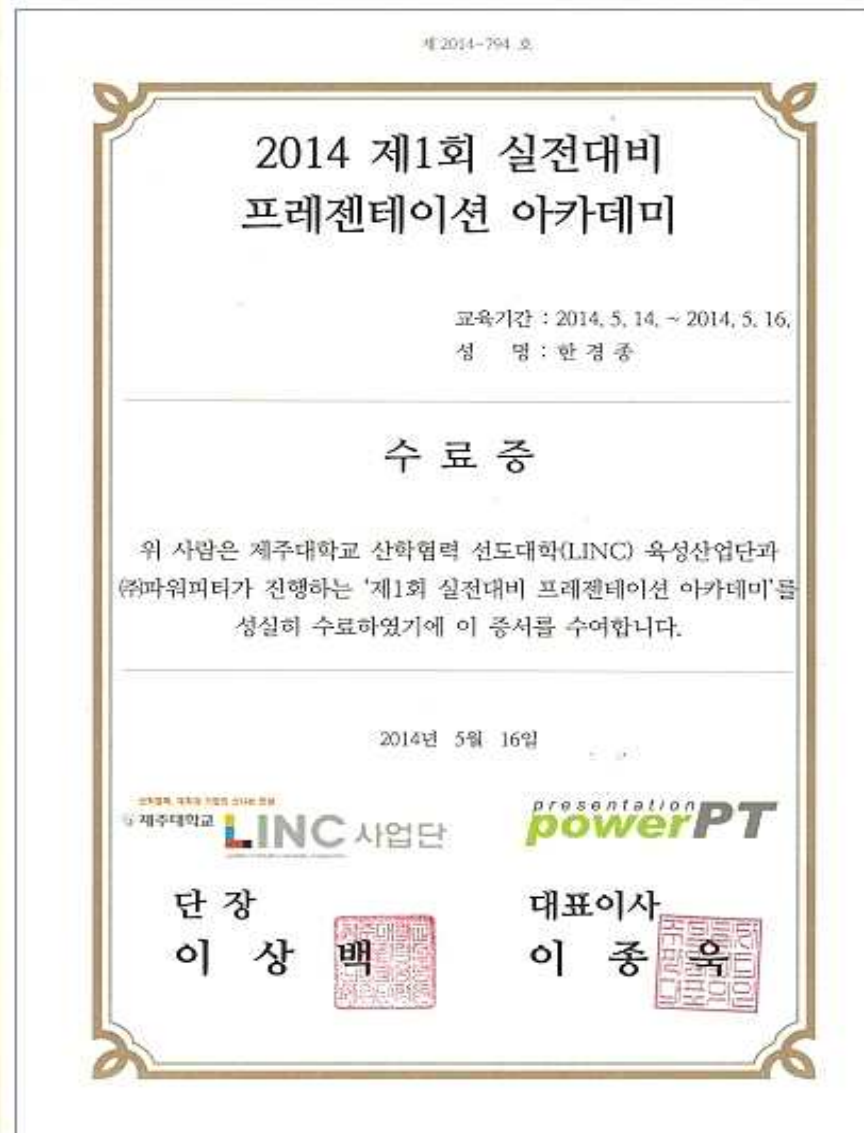 제 2014-794 호
2014 제1회 실전대비
프레젠테이션 아카데미
교육기간 : 2014. 5. 14. ~ 2014. 5. 16.
성 명 : 한 경 종
수 료 증
위 사람은 제주대학교 산학협력 선도대학(LINC) 육성산업단과
㈜파워피티가 진행하는 '제1회 실전대비 프레젠테이션 아카데미'를
성실히 수료하였기에 이 증서를 수여합니다.
2014년 5월 16일
제주대학교 LINC 사업단
presentation
powerPT
단 장
이 상 백
대표이사
이 종 욱